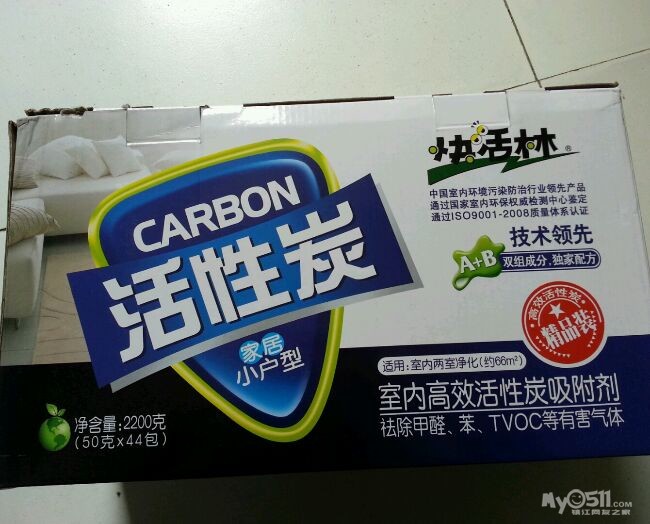 快活林®
中国室内环境污染防治行业领先产品
通过国家室内环保权威检测中心鉴定
通过ISO9001-2008质量体系认证
技术领先
A+B 双组成分,独家配方
CARBON
活性炭
家居
小户型
高效活性炭
精品装
适用:室内两室净化(约66m²)
室内高效活性炭吸附剂
祛除甲醛、苯、TVOC等有害气体
净含量:2200克
(50克×44包)
My0511.com
镇江网友之家